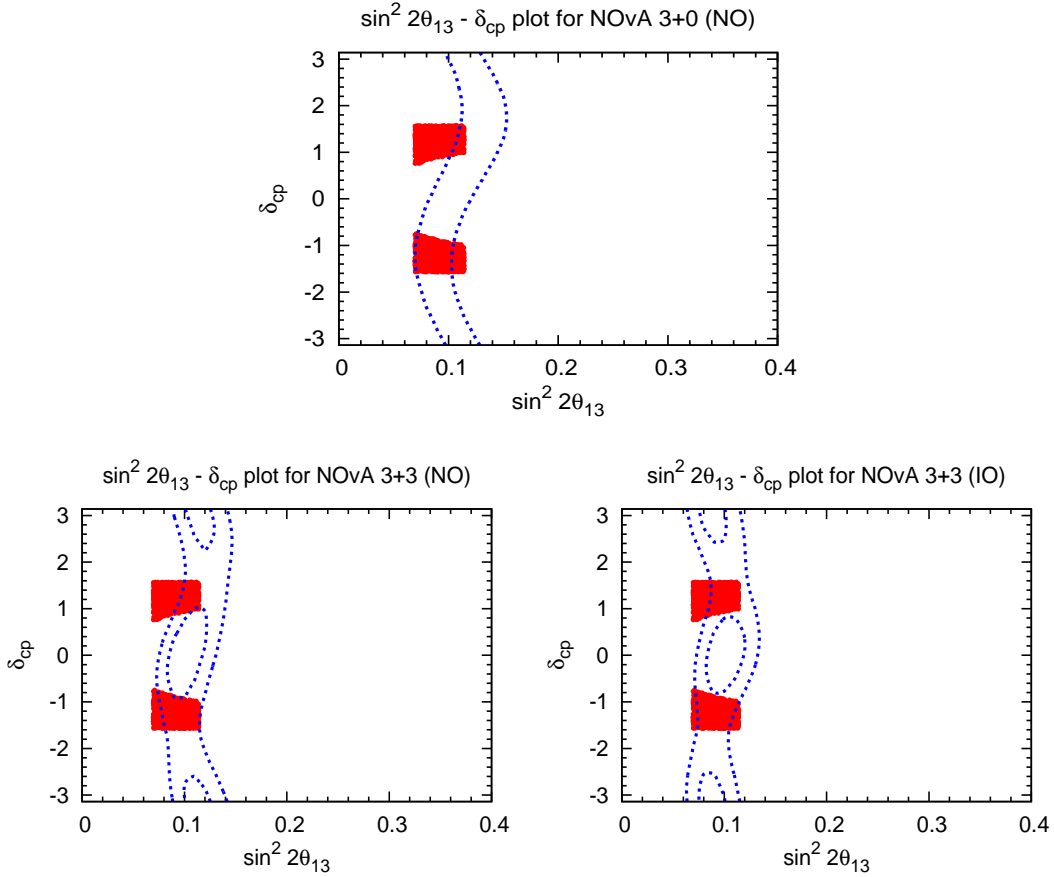 sin² 2θ₁₃ - δcp plot for NOνA 3+0 (NO)
3
2
1
0
-1
-2
-3
δcp
0 0.1 0.2 0.3 0.4
sin² 2θ₁₃
sin² 2θ₁₃ - δcp plot for NOνA 3+3 (NO)
3
2
1
0
-1
-2
-3
δcp
0 0.1 0.2 0.3 0.4
sin² 2θ₁₃
sin² 2θ₁₃ - δcp plot for NOνA 3+3 (IO)
3
2
1
0
-1
-2
-3
δcp
0 0.1 0.2 0.3 0.4
sin² 2θ₁₃